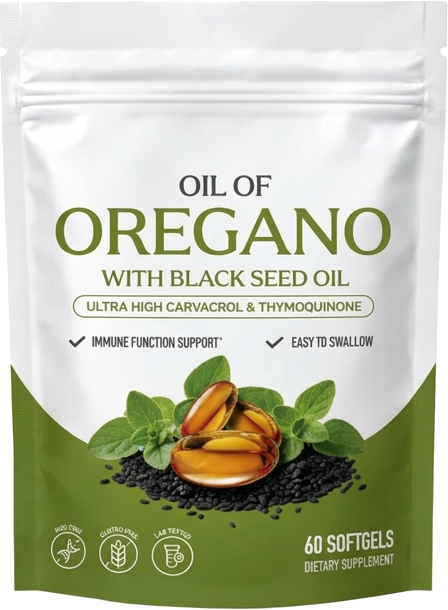 OIL OF
OREGANO
WITH BLACK SEED OIL
ULTRA HIGH CARVACROL & THYMOQUINONE
IMMUNE FUNCTION SUPPORT*
EASY TO SWALLOW
LAB TESTED
60 SOFTGELS
DIETARY SUPPLEMENT